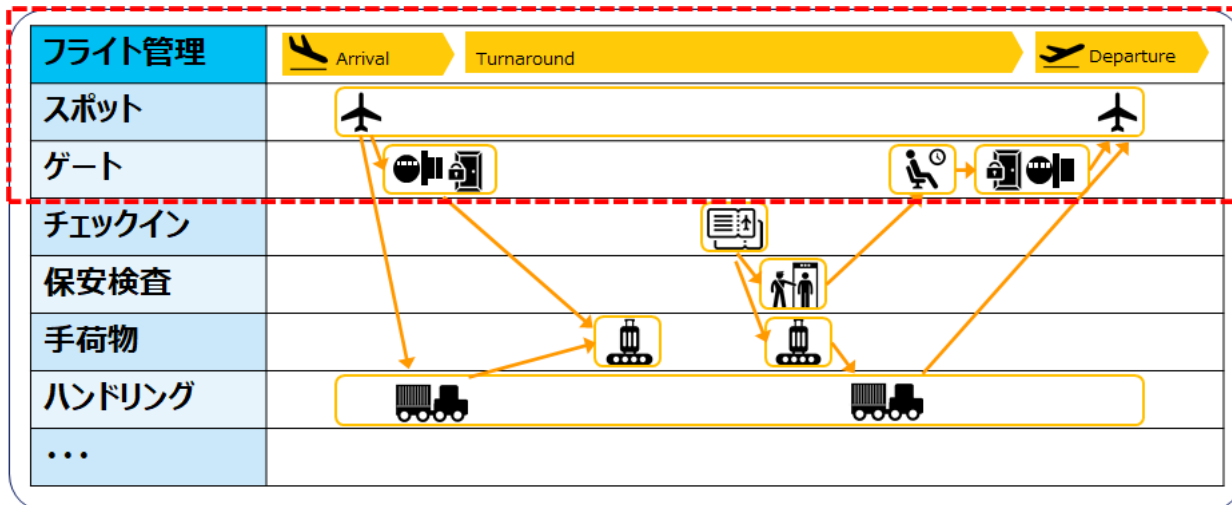 フライト管理
Arrival
Turnaround
Departure
スポット
ゲート
チェックイン
保安検査
手荷物
ハンドリング
・・・